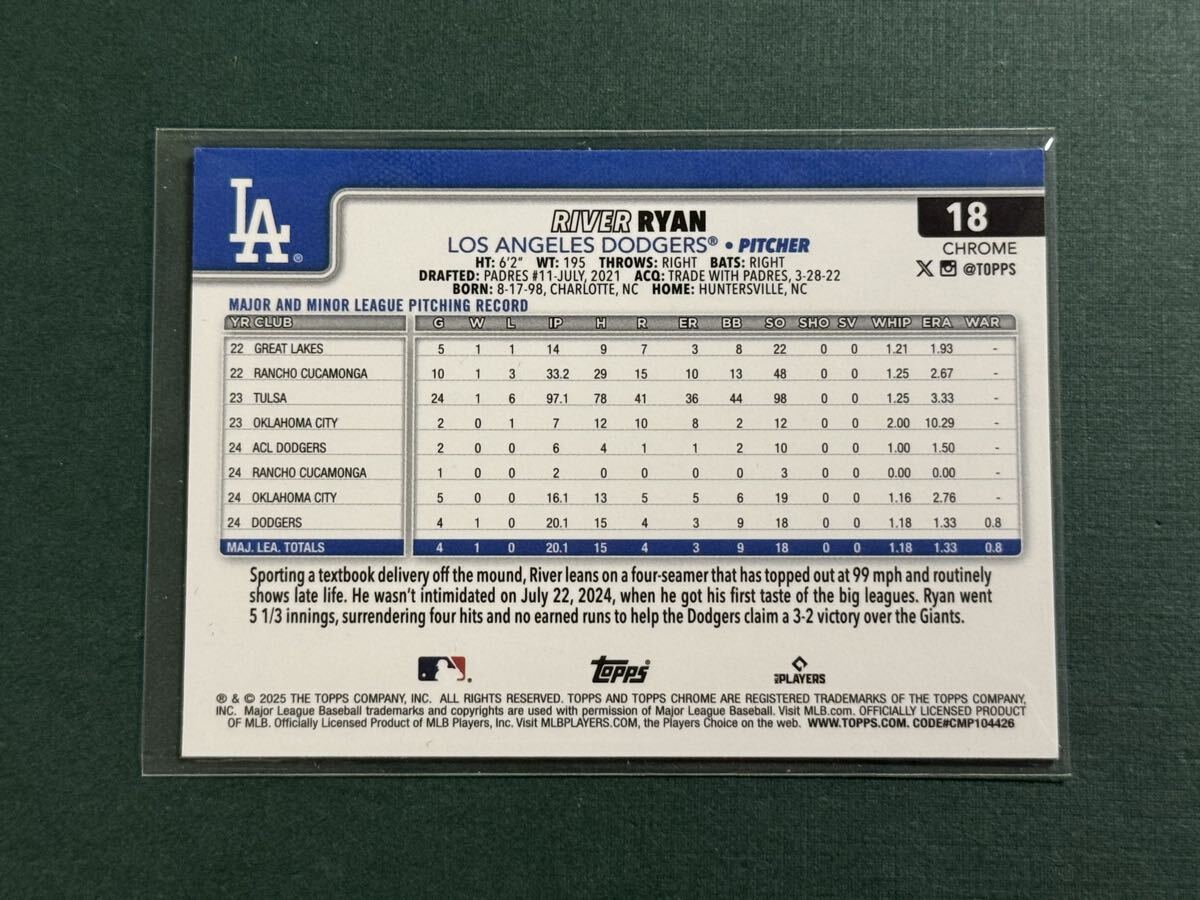 LA®
18
RIVER RYAN
CHROME
LOS ANGELES DODGERS® • PITCHER
X @TOPPS
HT: 6'2" WT: 195 THROWS: RIGHT BATS: RIGHT
DRAFTED: PADRES #11-JULY, 2021 ACQ: TRADE WITH PADRES, 3-28-22
BORN: 8-17-98, CHARLOTTE, NC HOME: HUNTERSVILLE, NC
MAJOR AND MINOR LEAGUE PITCHING RECORD
YR CLUB G W L IP H R ER BB SO SHO SV WHIP ERA WAR
22 GREAT LAKES 5 1 1 14 9 7 3 8 22 0 0 1.21 1.93 -
22 RANCHO CUCAMONGA 10 1 3 33.2 29 15 10 13 48 0 0 1.25 2.67 -
23 TULSA 24 1 6 97.1 78 41 36 44 98 0 0 1.25 3.33 -
23 OKLAHOMA CITY 2 0 1 7 12 10 8 2 12 0 0 2.00 10.29 -
24 ACL DODGERS 2 0 0 6 4 1 1 2 10 0 0 1.00 1.50 -
24 RANCHO CUCAMONGA 1 0 0 2 0 0 0 0 3 0 0 0.00 0.00 -
24 OKLAHOMA CITY 5 0 0 16.1 13 5 5 6 19 0 0 1.16 2.76 -
24 DODGERS 4 1 0 20.1 15 4 3 9 18 0 0 1.18 1.33 0.8
MAJ. LEA. TOTALS 4 1 0 20.1 15 4 3 9 18 0 0 1.18 1.33 0.8
Sporting a textbook delivery off the mound, River leans on a four-seamer that has topped out at 99 mph and routinely
shows late life. He wasn't intimidated on July 22, 2024, when he got his first taste of the big leagues. Ryan went
5 1/3 innings, surrendering four hits and no earned runs to help the Dodgers claim a 3-2 victory over the Giants.
topps® MLB PLAYERS
® & © 2025 THE TOPPS COMPANY, INC. ALL RIGHTS RESERVED. TOPPS AND TOPPS CHROME ARE REGISTERED TRADEMARKS OF THE TOPPS COMPANY,
INC. Major League Baseball trademarks and copyrights are used with permission of Major League Baseball. Visit MLB.com. OFFICIALLY LICENSED PRODUCT
OF MLB. Officially Licensed Product of MLB Players, Inc. Visit MLBPLAYERS.COM, the Players Choice on the web. WWW.TOPPS.COM. CODE#CMP104426